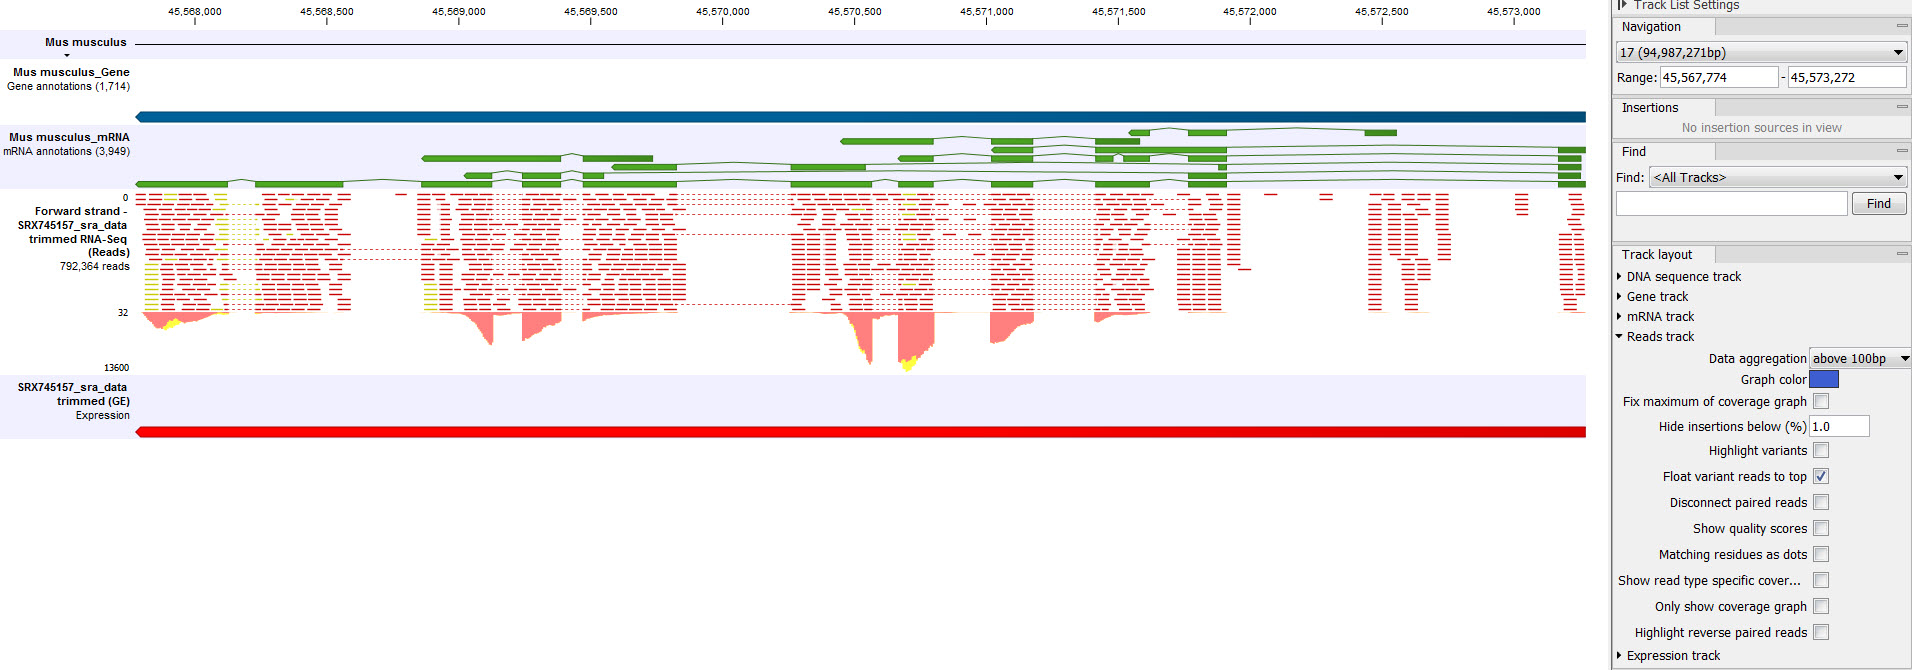 45,568,000 45,568,500 45,569,000 45,569,500 45,570,000 45,570,500 45,571,000 45,571,500 45,572,000 45,572,500 45,573,000
Mus musculus
Mus musculus_Gene
Gene annotations (1,714)
Mus musculus_mRNA
mRNA annotations (3,949)
0
Forward strand -
SRX745157_sra_data
trimmed RNA-Seq
(Reads)
792,364 reads
32
13600
SRX745157_sra_data
trimmed (GE)
Expression
Track List Settings
Navigation
17 (94,987,271bp)
Range: 45,567,774 - 45,573,272
Insertions
No insertion sources in view
Find
Find: <All Tracks>
Find
Track layout
DNA sequence track
Gene track
mRNA track
Reads track
Data aggregation above 100bp
Graph color
Fix maximum of coverage graph
Hide insertions below (%) 1.0
Highlight variants
Float variant reads to top
Disconnect paired reads
Show quality scores
Matching residues as dots
Show read type specific cover...
Only show coverage graph
Highlight reverse paired reads
Expression track